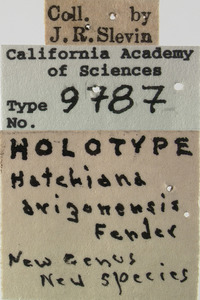 Coll. by
J. R. Slevin
California Academy
of Sciences
Type
No. 9787
HOLOTYPE
Hatchiana
arizonensis
Fender
New Genus
New species